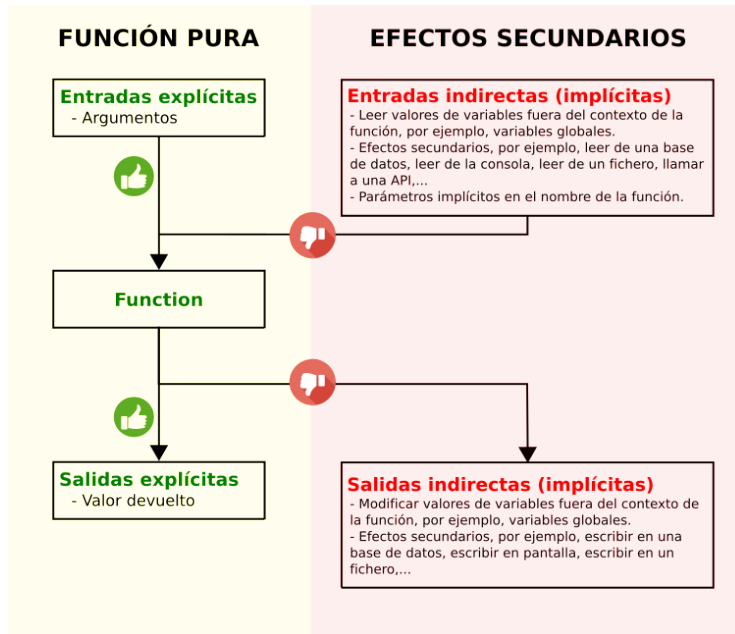 FUNCIÓN PURA
EFECTOS SECUNDARIOS
Entradas explícitas
- Argumentos
Entradas indirectas (implícitas)
- Leer valores de variables fuera del contexto de la
función, por ejemplo, variables globales.
- Efectos secundarios, por ejemplo, leer de una base
de datos, leer de la consola, leer de un fichero, llamar
a una API,...
- Parámetros implícitos en el nombre de la función.
Function
Salidas explícitas
- Valor devuelto
Salidas indirectas (implícitas)
- Modificar valores de variables fuera del contexto de
la función, por ejemplo, variables globales.
- Efectos secundarios, por ejemplo, escribir en una
base de datos, escribir en pantalla, escribir en un
fichero,...